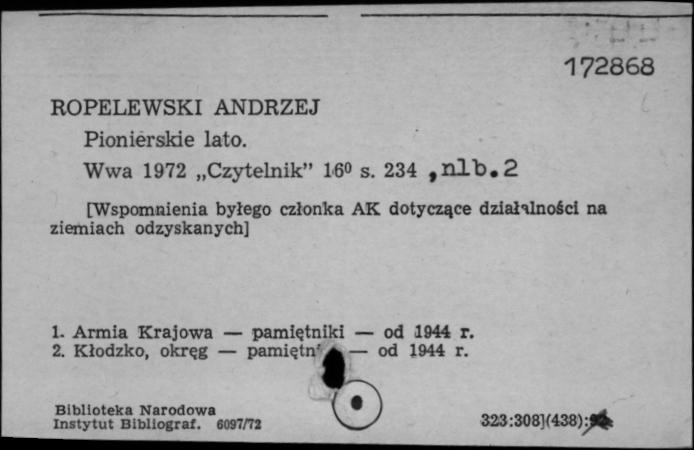 172868
ROPELEWSKI ANDRZEJ
Pionierskie lato.
Wwa 1972 „Czytelnik” 16⁰ s. 234 , nlb. 2
[Wspomnienia byłego członka AK dotyczące działalności na
ziemiach odzyskanych]
1. Armia Krajowa — pamiętniki — od 1944 r.
2. Kłodzko, okręg — — od 1944 r.
Biblioteka Narodowa
Instytut Bibliograf. 6097/72
323:308](438):